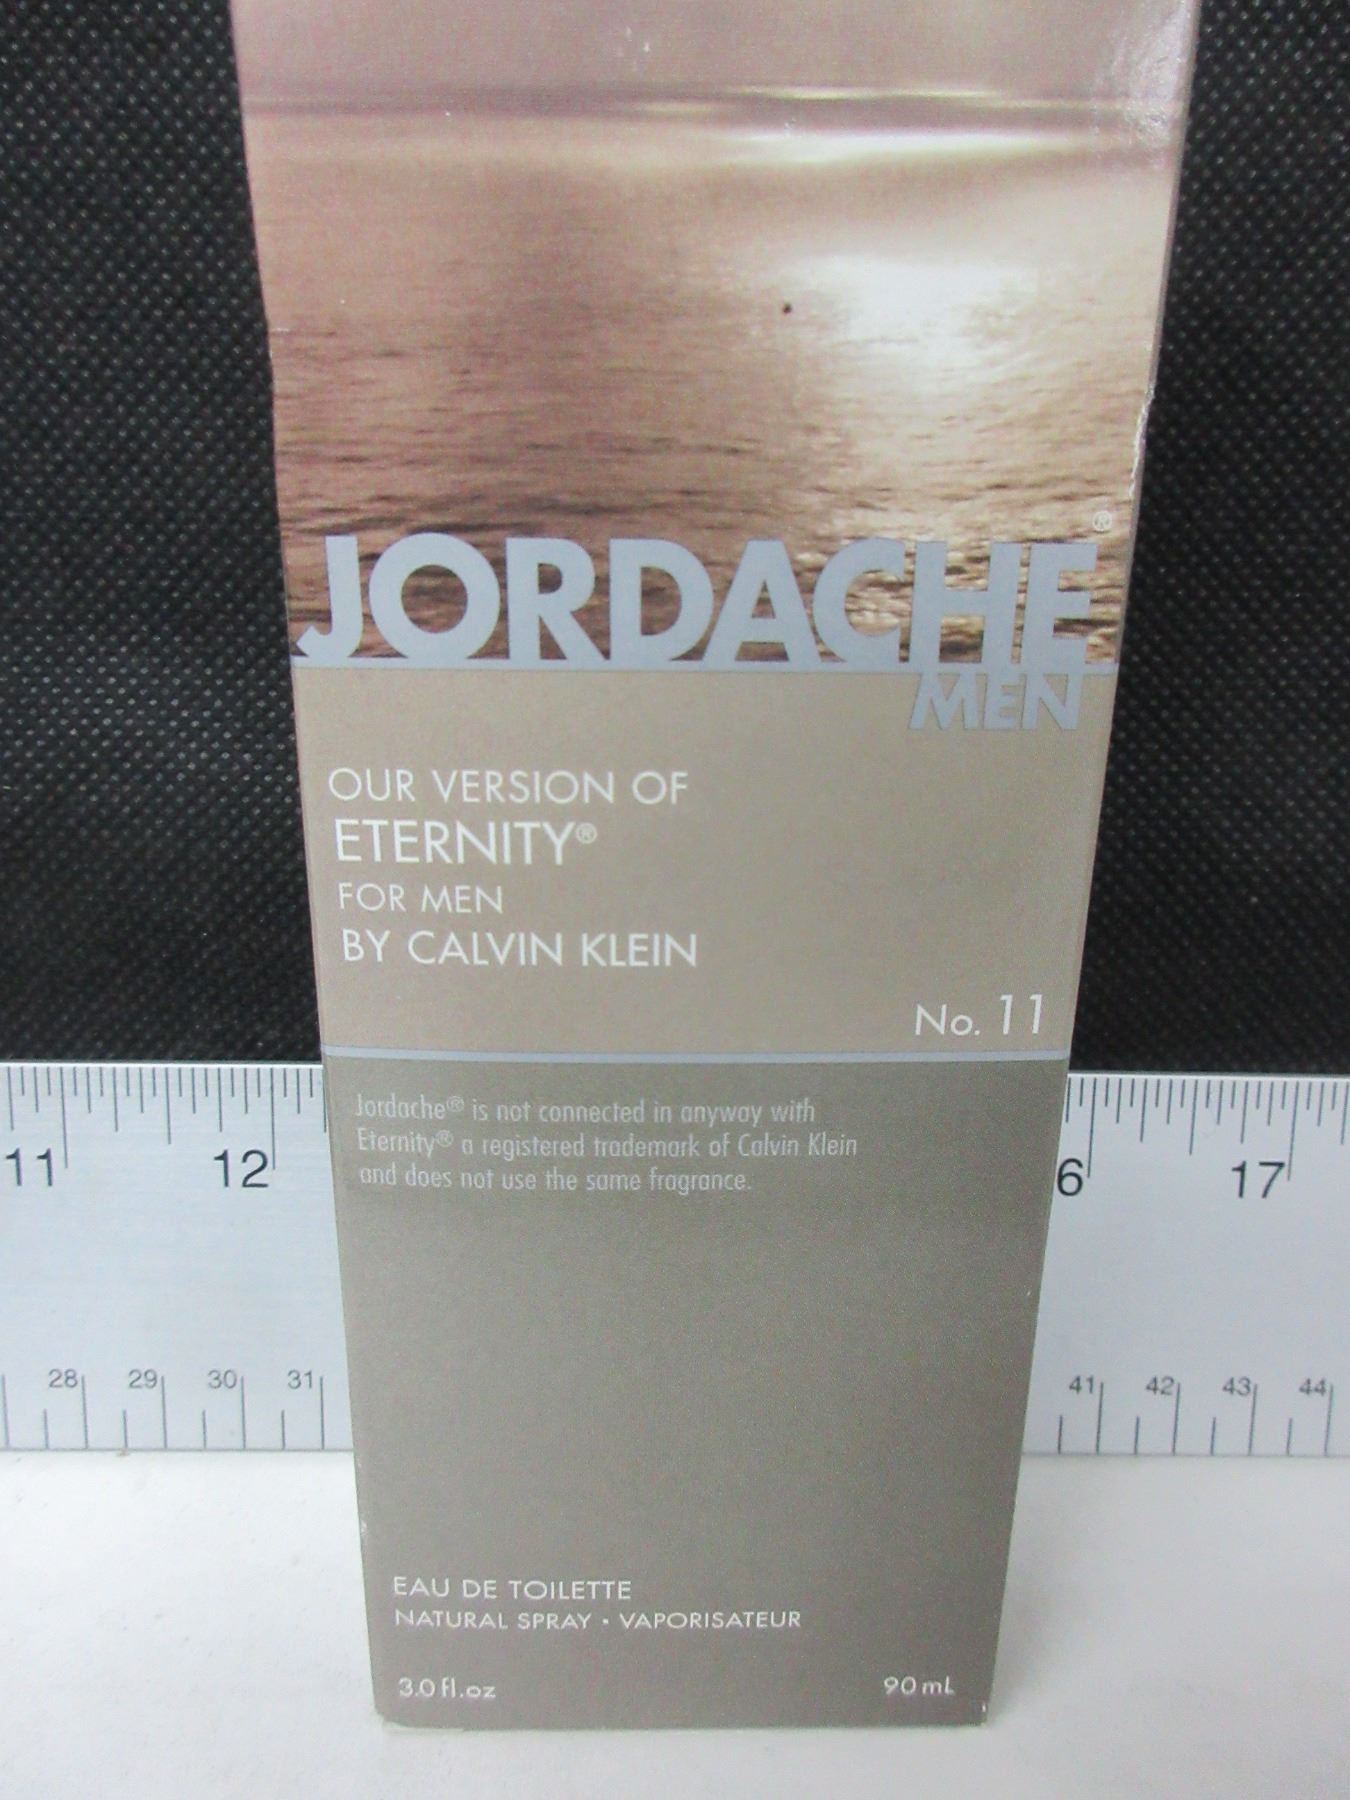 JORDACHE®
MEN
OUR VERSION OF
ETERNITY®
FOR MEN
BY CALVIN KLEIN
No. 11
Jordache® is not connected in anyway with
Eternity® a registered trademark of Calvin Klein
and does not use the same fragrance.
11 12 6 17
28 29 30 31 41 42 43 44
EAU DE TOILETTE
NATURAL SPRAY • VAPORISATEUR
3.0 fl.oz 90 mL